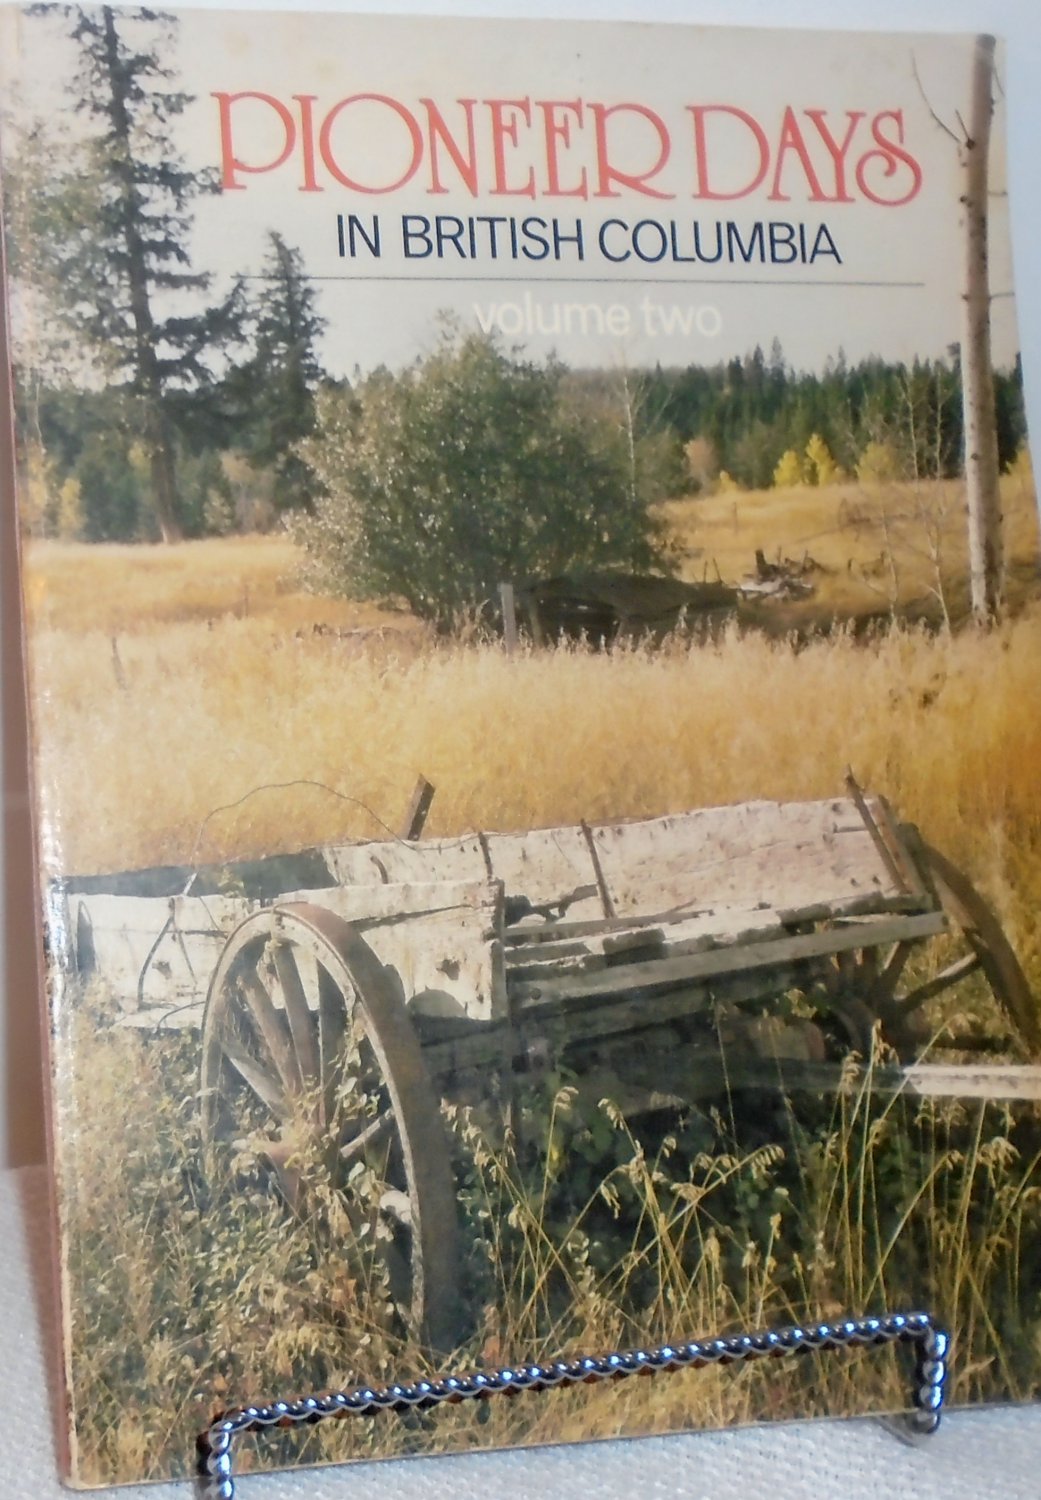 PIONEER DAYS
IN BRITISH COLUMBIA
volume two